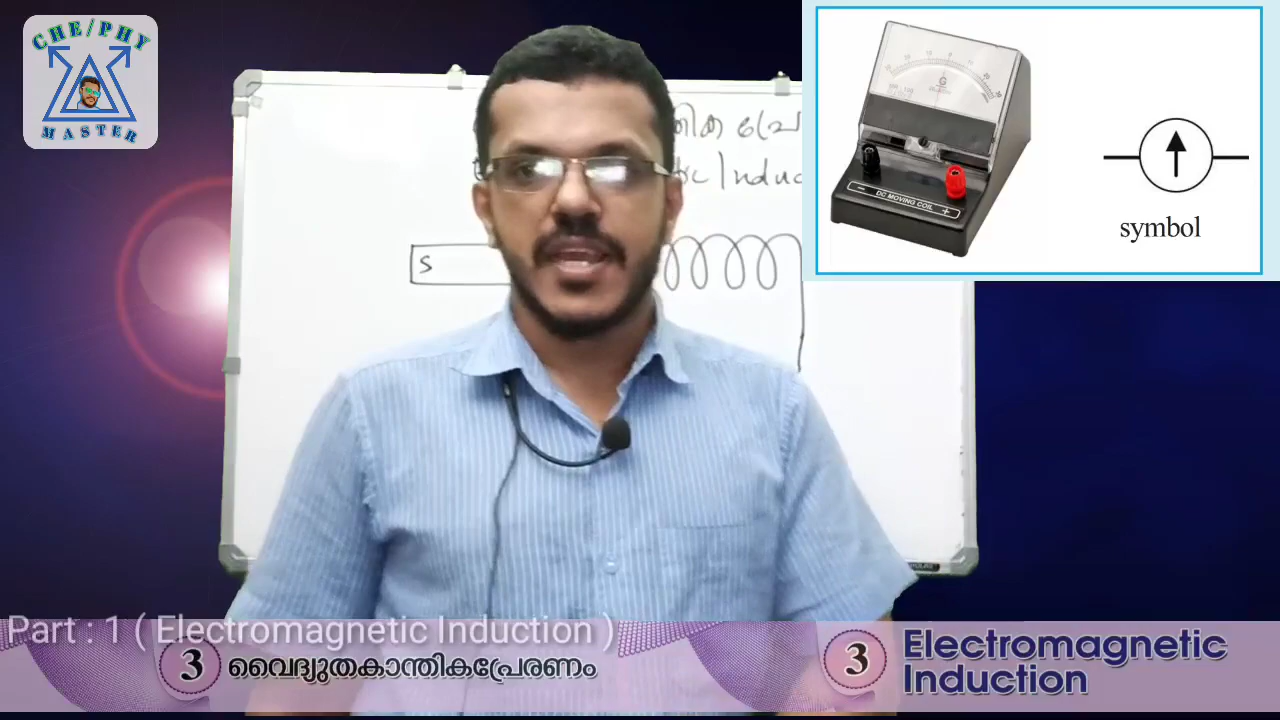 CHE/PHY
MASTER
S
G
DC MOVING COIL
symbol
Part : 1 ( Electromagnetic Induction )
3
വൈദ്യുതകാന്തികപ്രേരണം
3
Electromagnetic
Induction